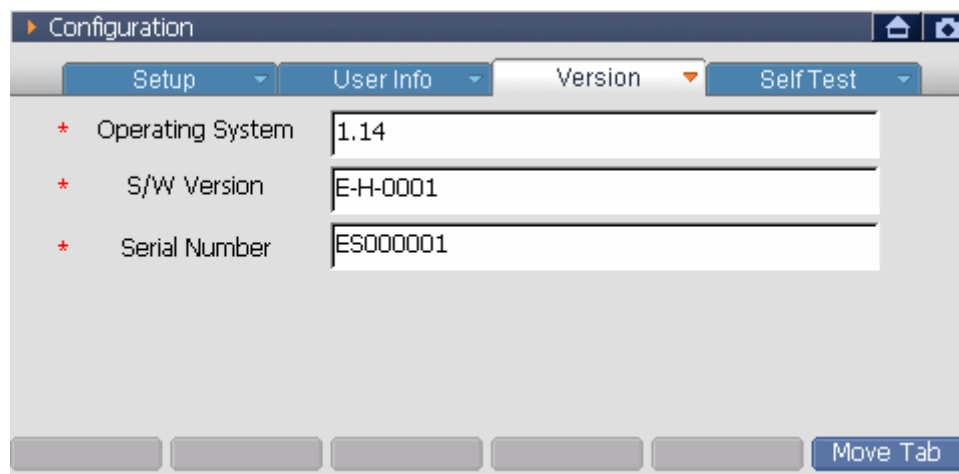 Configuration
Setup User Info Version Self Test
* Operating System 1.14
* S/W Version E-H-0001
* Serial Number ES000001
Move Tab